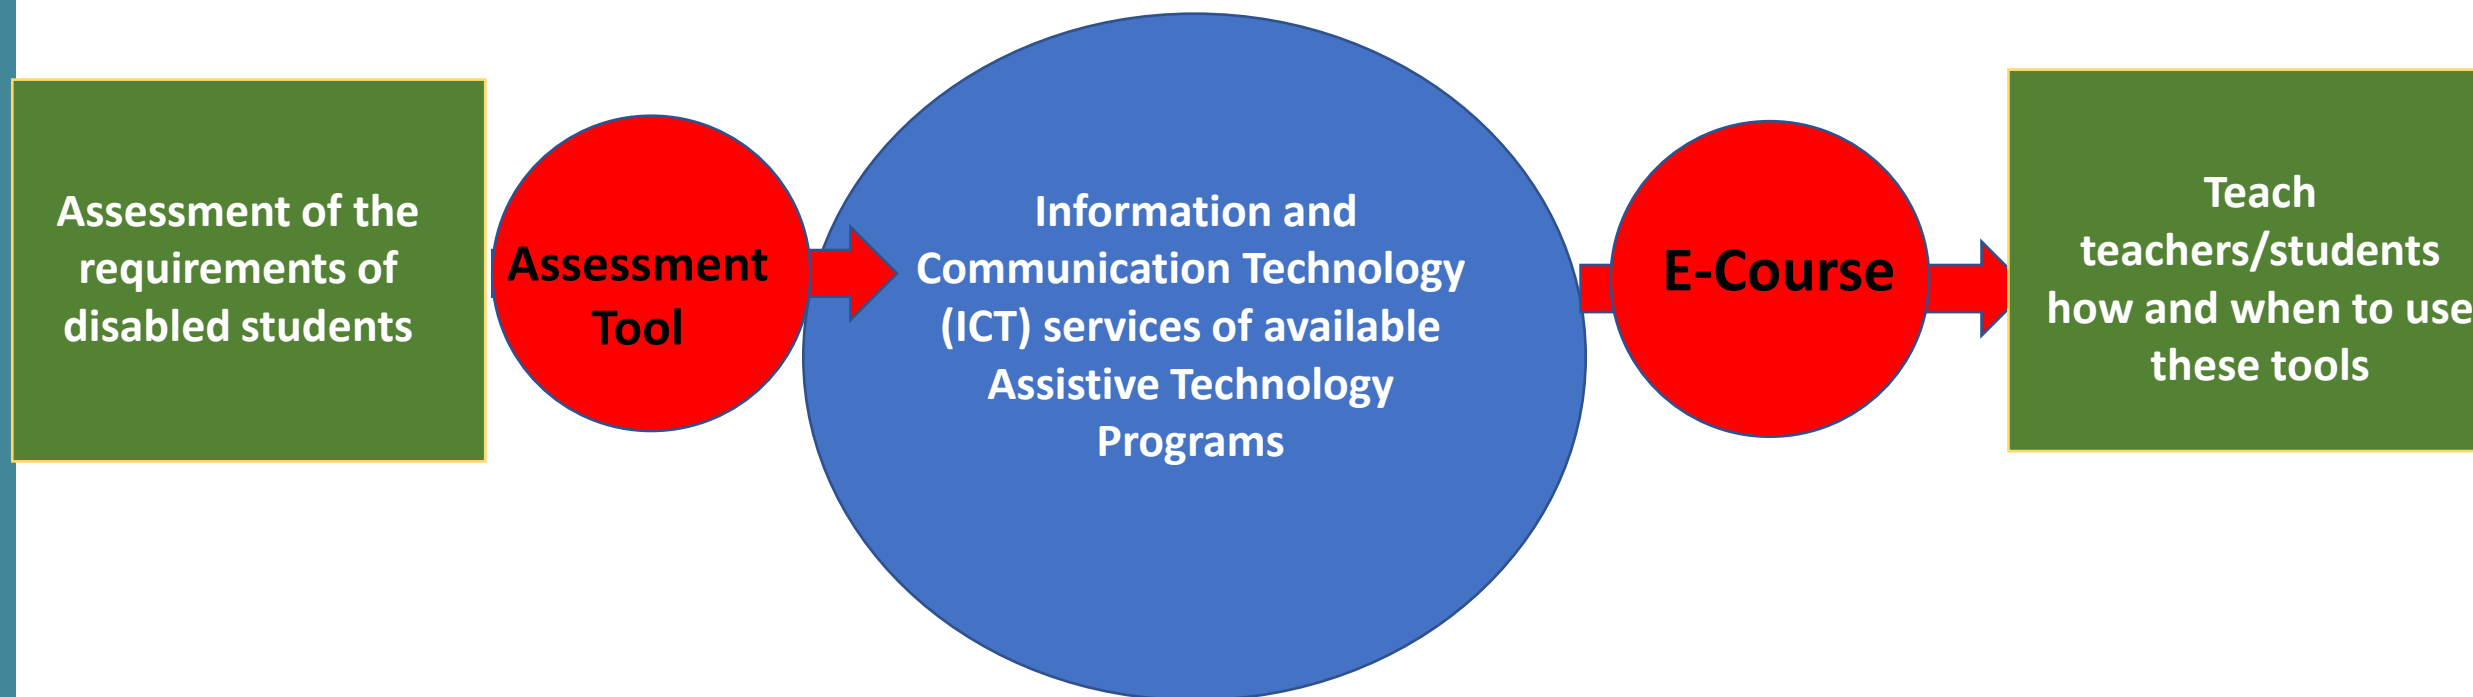 Assessment of the
requirements of
disabled students
Assessment
Tool
Information and
Communication Technology
(ICT) services of available
Assistive Technology
Programs
E-Course
Teach
teachers/students
how and when to use
these tools